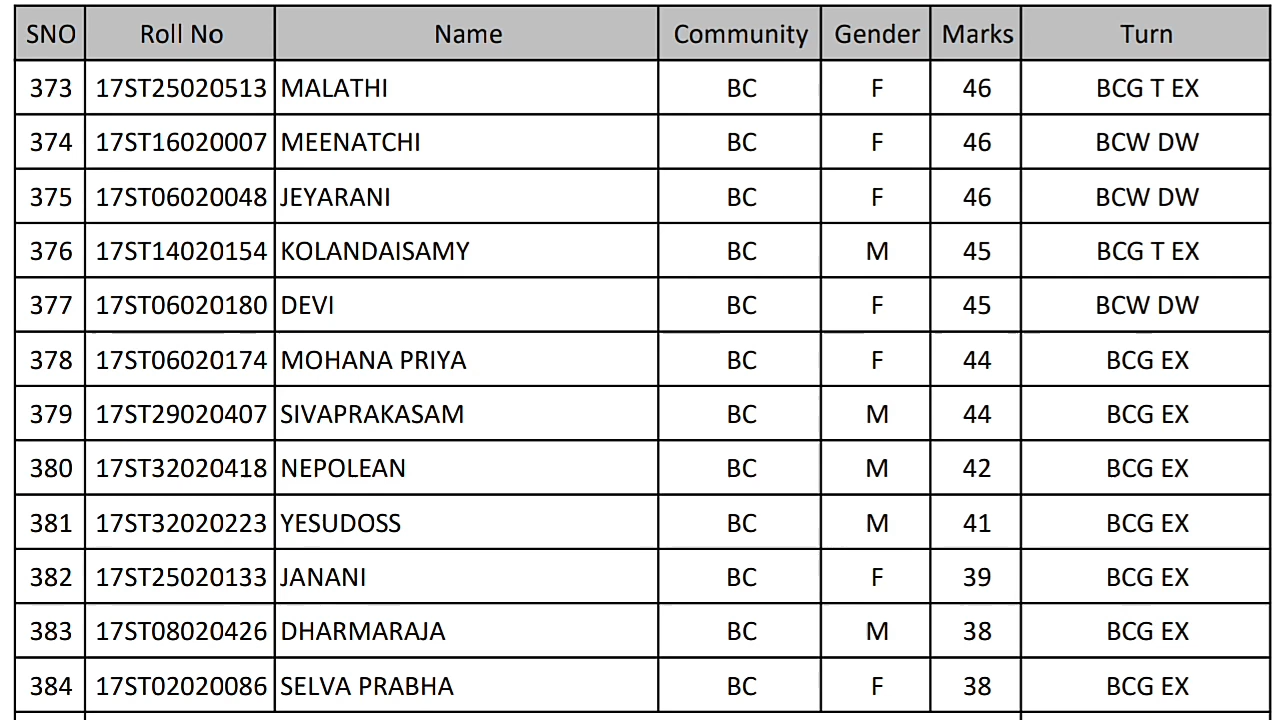 SNO Roll No Name Community Gender Marks Turn
373 17ST25020513 MALATHI BC F 46 BCG T EX
374 17ST16020007 MEENATCHI BC F 46 BCW DW
375 17ST06020048 JEYARANI BC F 46 BCW DW
376 17ST14020154 KOLANDAISAMY BC M 45 BCG T EX
377 17ST06020180 DEVI BC F 45 BCW DW
378 17ST06020174 MOHANA PRIYA BC F 44 BCG EX
379 17ST29020407 SIVAPRAKASAM BC M 44 BCG EX
380 17ST32020418 NEPOLEAN BC M 42 BCG EX
381 17ST32020223 YESUDOSS BC M 41 BCG EX
382 17ST25020133 JANANI BC F 39 BCG EX
383 17ST08020426 DHARMARAJA BC M 38 BCG EX
384 17ST02020086 SELVA PRABHA BC F 38 BCG EX